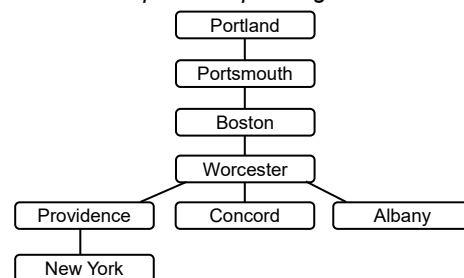 Portland
Portsmouth
Boston
Worcester
Providence Concord Albany
New York